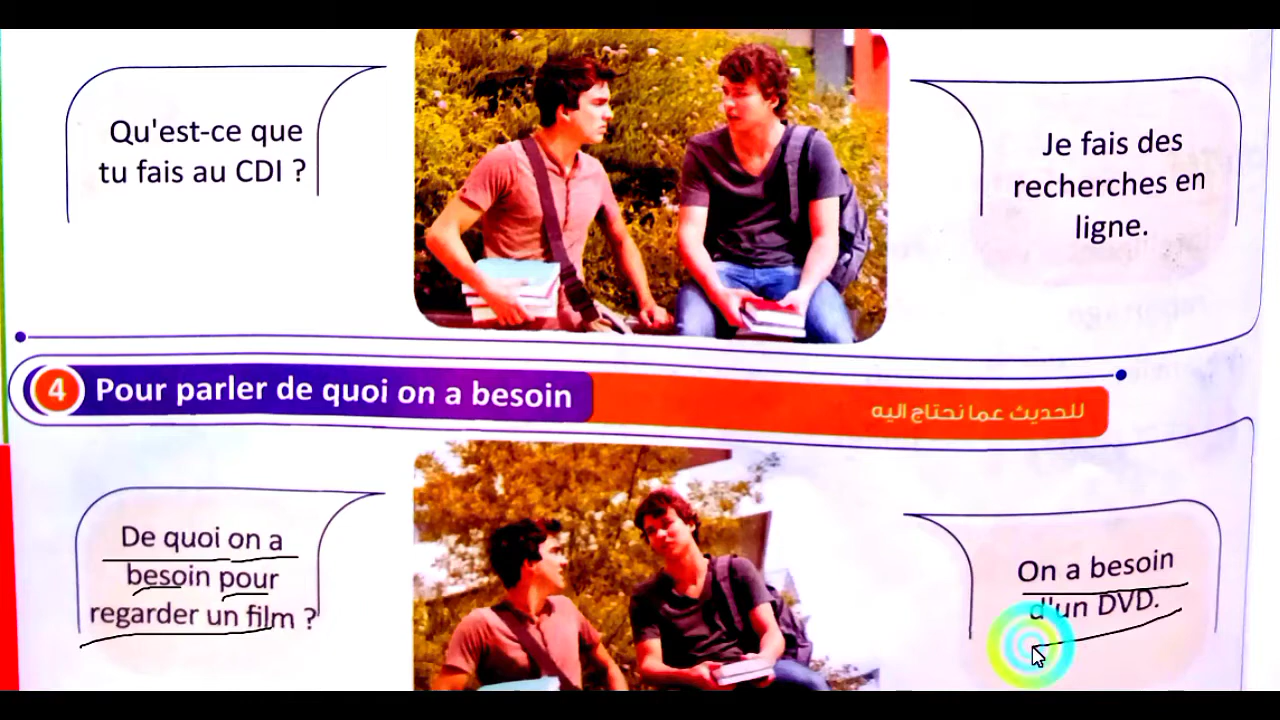 Qu'est-ce que
tu fais au CDI ?
Je fais des
recherches en
ligne.
4 Pour parler de quoi on a besoin
للحديث عما نحتاج اليه
De quoi on a
besoin pour
regarder un film ?
On a besoin
d'un DVD.